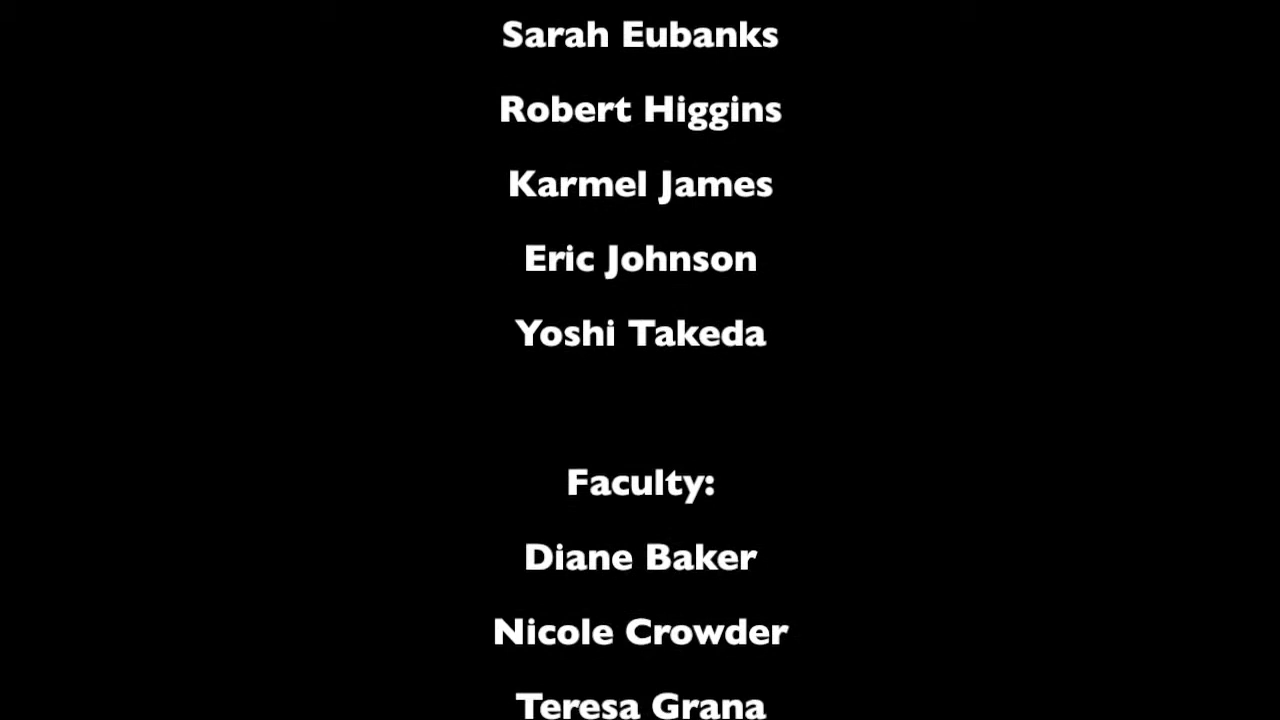 Sarah Eubanks
Robert Higgins
Karmel James
Eric Johnson
Yoshi Takeda
Faculty:
Diane Baker
Nicole Crowder
Teresa Grana